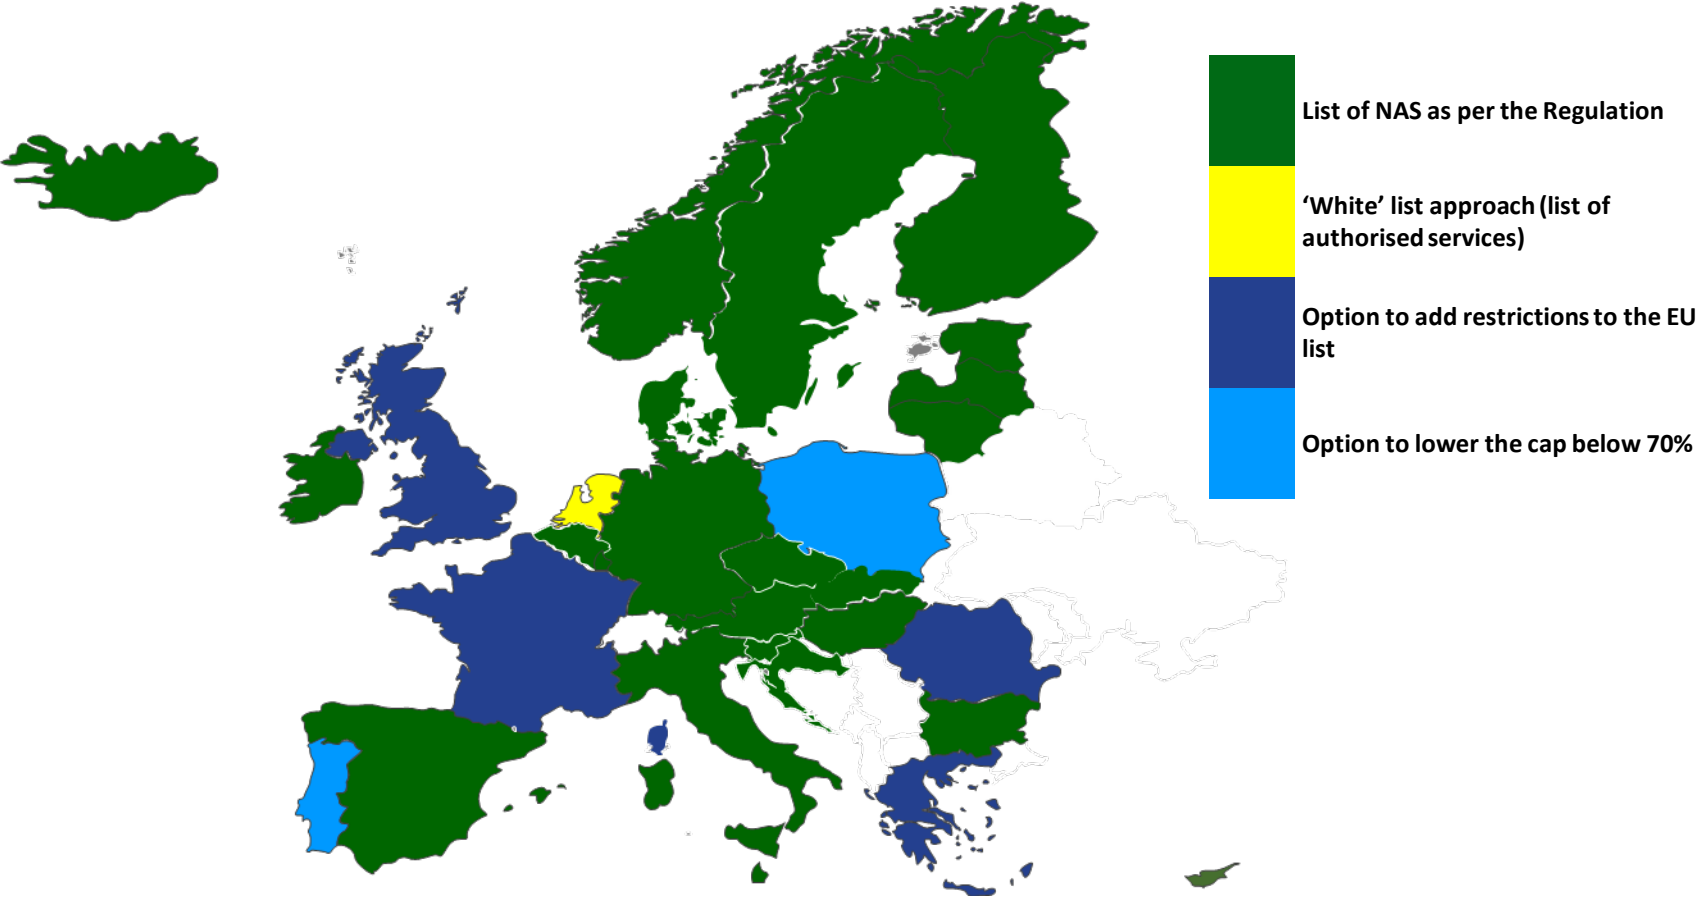 List of NAS as per the Regulation
‘White’ list approach (list of
authorised services)
Option to add restrictions to the EU
list
Option to lower the cap below 70%